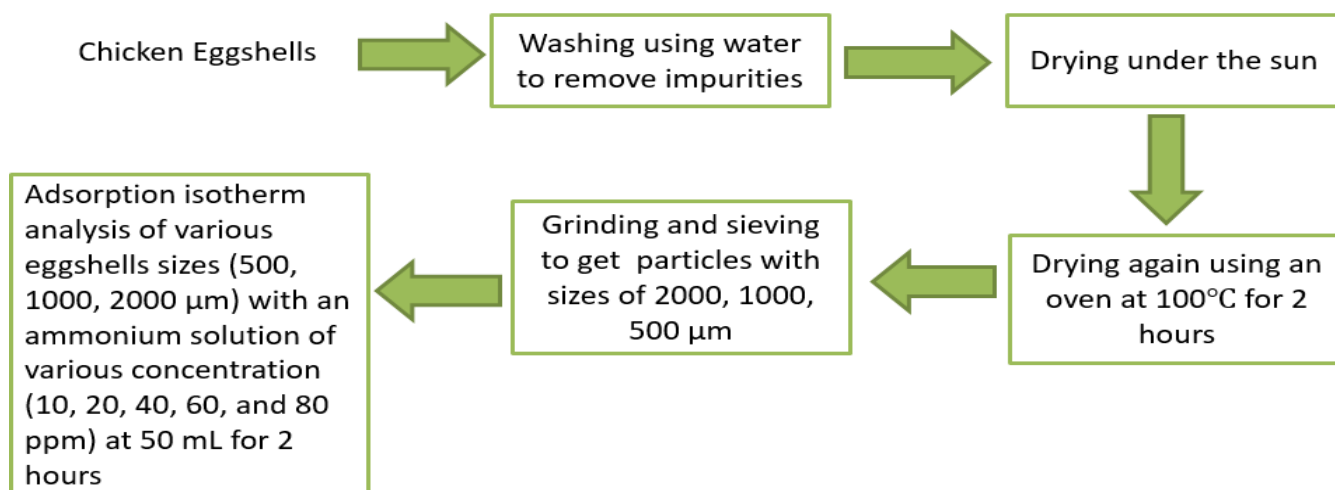 Chicken Eggshells
Washing using water
to remove impurities
Drying under the sun
Drying again using an
oven at 100℃ for 2
hours
Grinding and sieving
to get particles with
sizes of 2000, 1000,
500 μm
Adsorption isotherm
analysis of various
eggshells sizes (500,
1000, 2000 μm) with an
ammonium solution of
various concentration
(10, 20, 40, 60, and 80
ppm) at 50 mL for 2
hours